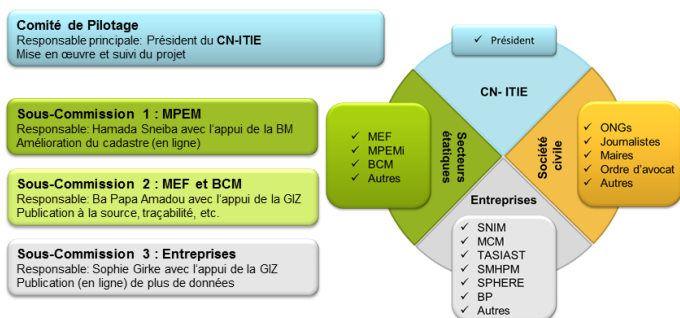 Comité de Pilotage
Responsable principale: Président du CN-ITIE
Mise en œuvre et suivi du projet
Sous-Commission 1 : MPEM
Responsable: Hamada Sneiba avec l'appui de la BM
Amélioration du cadastre (en ligne)
Sous-Commission 2 : MEF et BCM
Responsable: Ba Papa Amadou avec l'appui de la GIZ
Publication à la source, traçabilité, etc.
Sous-Commission 3 : Entreprises
Responsable: Sophie Girke avec l'appui de la GIZ
Publication (en ligne) de plus de données
✓ Président
CN- ITIE
✓ MEF
✓ MPEMi
✓ BCM
✓ Autres
Secteurs
étatiques
Société
civile
✓ ONGs
✓ Journalistes
✓ Maires
✓ Ordre d'avocat
✓ Autres
Entreprises
✓ SNIM
✓ MCM
✓ TASIAST
✓ SMHPM
✓ SPHERE
✓ BP
✓ Autres